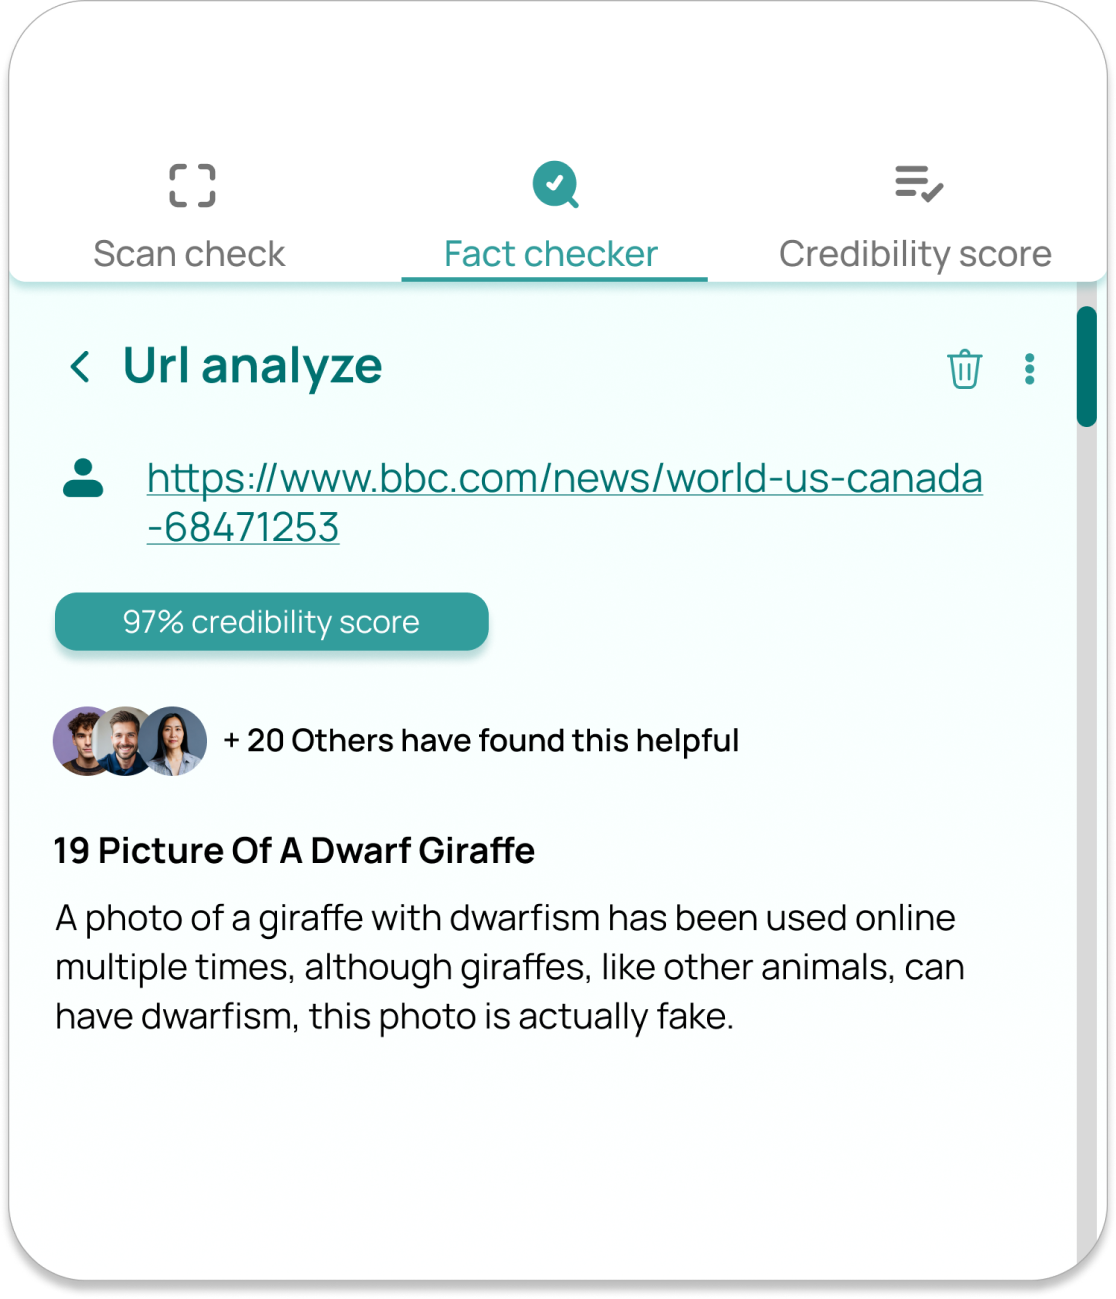 Scan check
Fact checker
Credibility score
Url analyze
https://www.bbc.com/news/world-us-canada
-68471253
97% credibility score
+ 20 Others have found this helpful
19 Picture Of A Dwarf Giraffe
A photo of a giraffe with dwarfism has been used online
multiple times, although giraffes, like other animals, can
have dwarfism, this photo is actually fake.